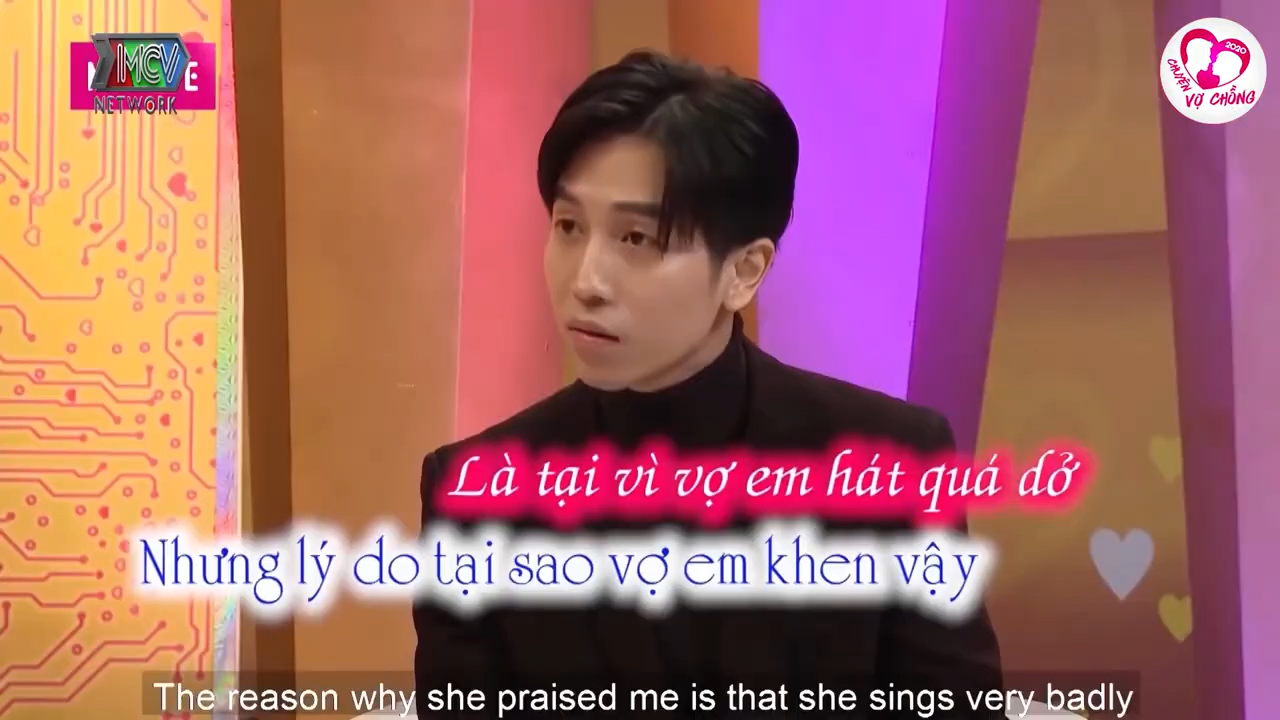 MCV
NETWORK
E
2020
CHUYỆN
VỢ CHỒNG
Là tại vì vợ em hát quá dở
Nhưng lý do tại sao vợ em khen vậy
The reason why she praised me is that she sings very badly